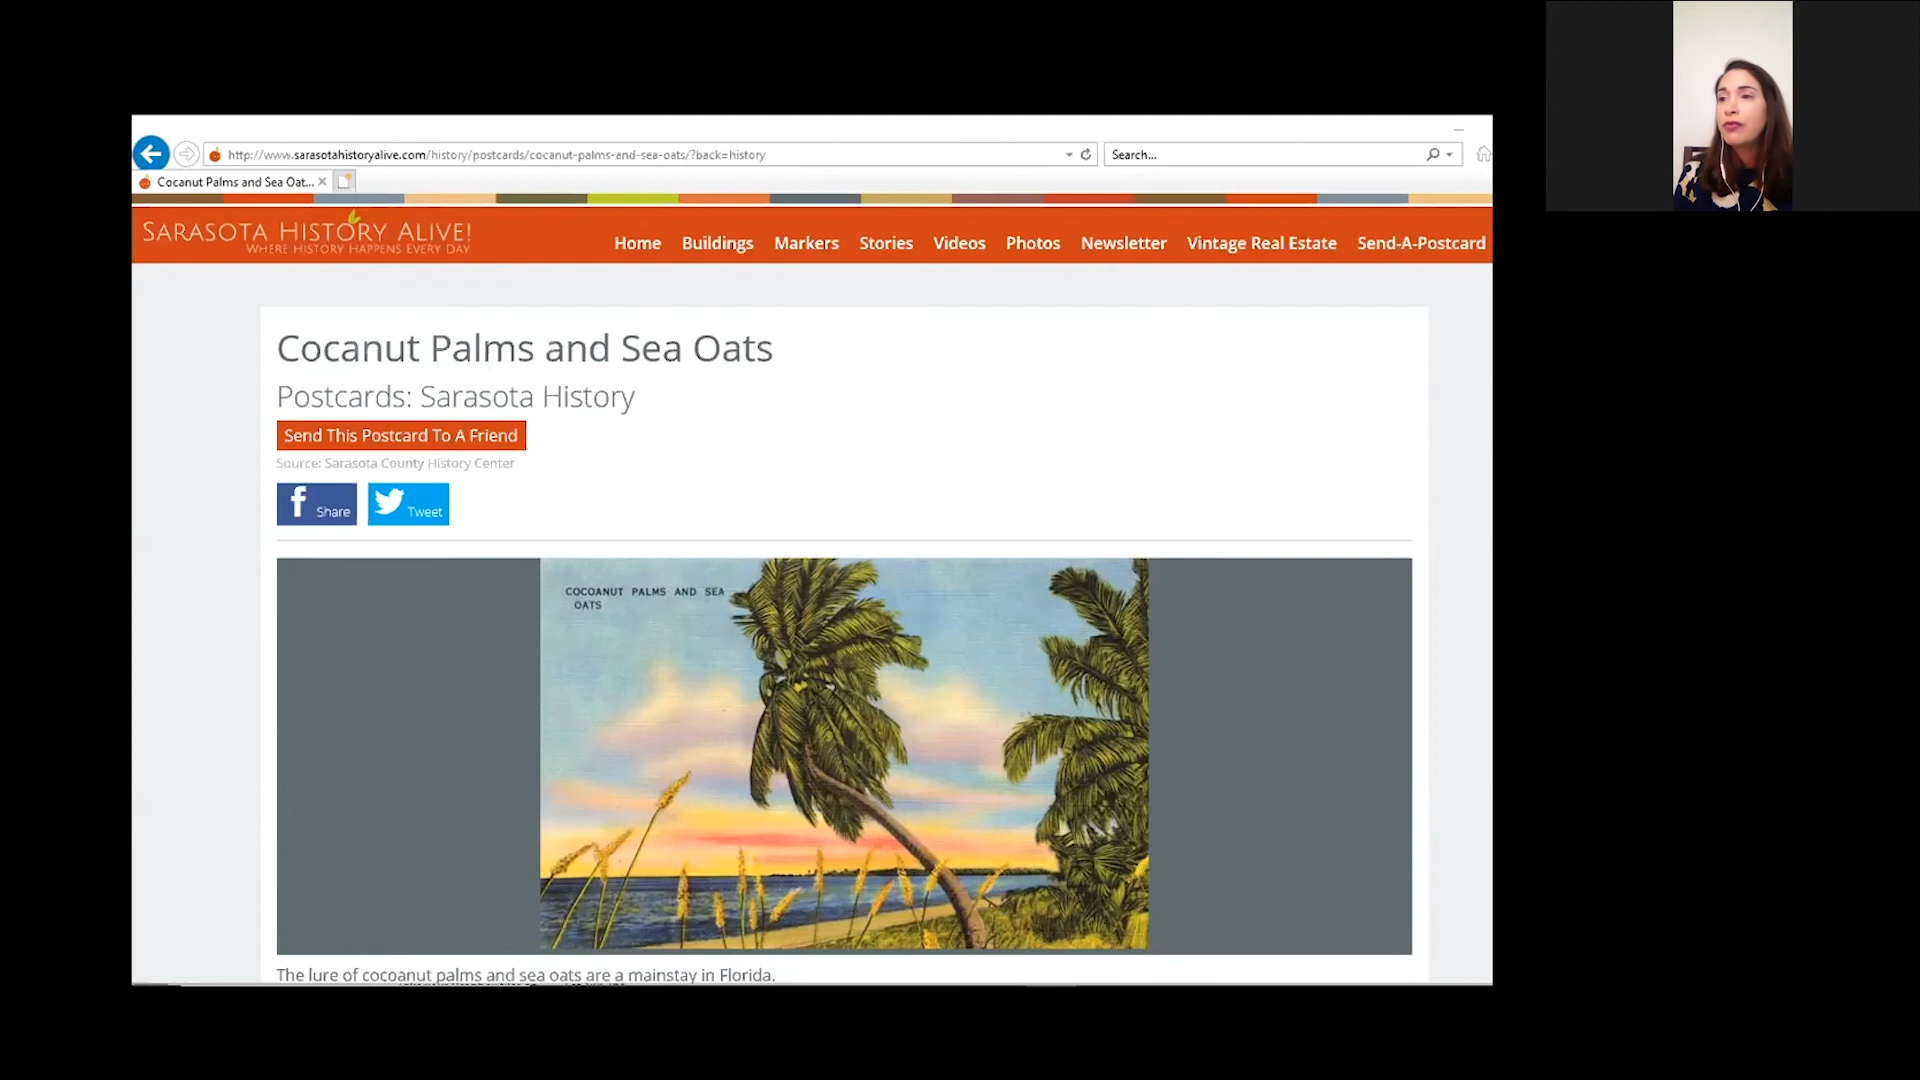 http://www.sarasotahistoryalive.com/history/postcards/cocanut-palms-and-sea-oats/?back=history
Search...
Cocanut Palms and Sea Oat...
SARASOTA HISTORY ALIVE!
WHERE HISTORY HAPPENS EVERY DAY
Home Buildings Markers Stories Videos Photos Newsletter Vintage Real Estate Send-A-Postcard
Cocanut Palms and Sea Oats
Postcards: Sarasota History
Send This Postcard To A Friend
Source: Sarasota County History Center
f Share Tweet
COCOANUT PALMS AND SEA
OATS
The lure of cocoanut palms and sea oats are a mainstay in Florida.